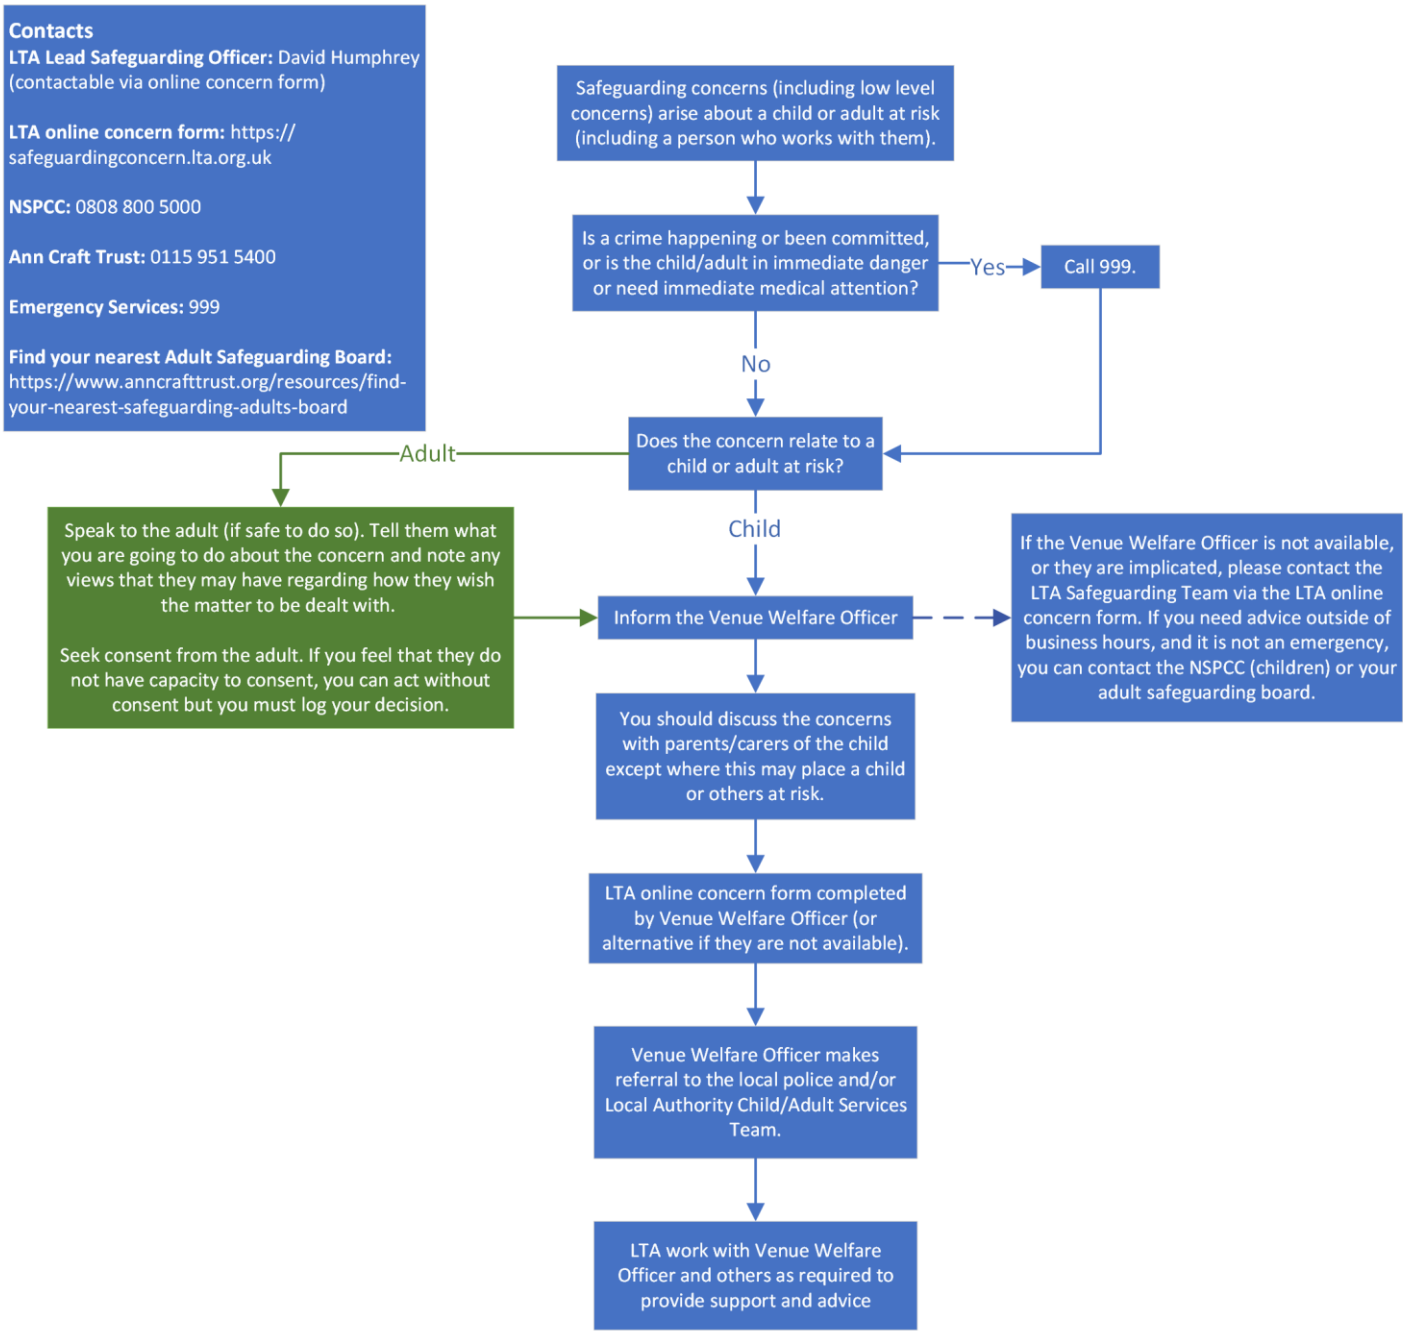 Contacts
LTA Lead Safeguarding Officer: David Humphrey
(contactable via online concern form)
LTA online concern form: https://
safeguardingconcern.lta.org.uk
NSPCC: 0808 800 5000
Ann Craft Trust: 0115 951 5400
Emergency Services: 999
Find your nearest Adult Safeguarding Board:
https://www.anncrafttrust.org/resources/find-
your-nearest-safeguarding-adults-board
Safeguarding concerns (including low level
concerns) arise about a child or adult at risk
(including a person who works with them).
Is a crime happening or been committed,
or is the child/adult in immediate danger
or need immediate medical attention?
Yes
Call 999.
No
Does the concern relate to a
child or adult at risk?
Adult
Speak to the adult (if safe to do so). Tell them what
you are going to do about the concern and note any
views that they may have regarding how they wish
the matter to be dealt with.
Seek consent from the adult. If you feel that they do
not have capacity to consent, you can act without
consent but you must log your decision.
Child
Inform the Venue Welfare Officer
If the Venue Welfare Officer is not available,
or they are implicated, please contact the
LTA Safeguarding Team via the LTA online
concern form. If you need advice outside of
business hours, and it is not an emergency,
you can contact the NSPCC (children) or your
adult safeguarding board.
You should discuss the concerns
with parents/carers of the child
except where this may place a child
or others at risk.
LTA online concern form completed
by Venue Welfare Officer (or
alternative if they are not available).
Venue Welfare Officer makes
referral to the local police and/or
Local Authority Child/Adult Services
Team.
LTA work with Venue Welfare
Officer and others as required to
provide support and advice